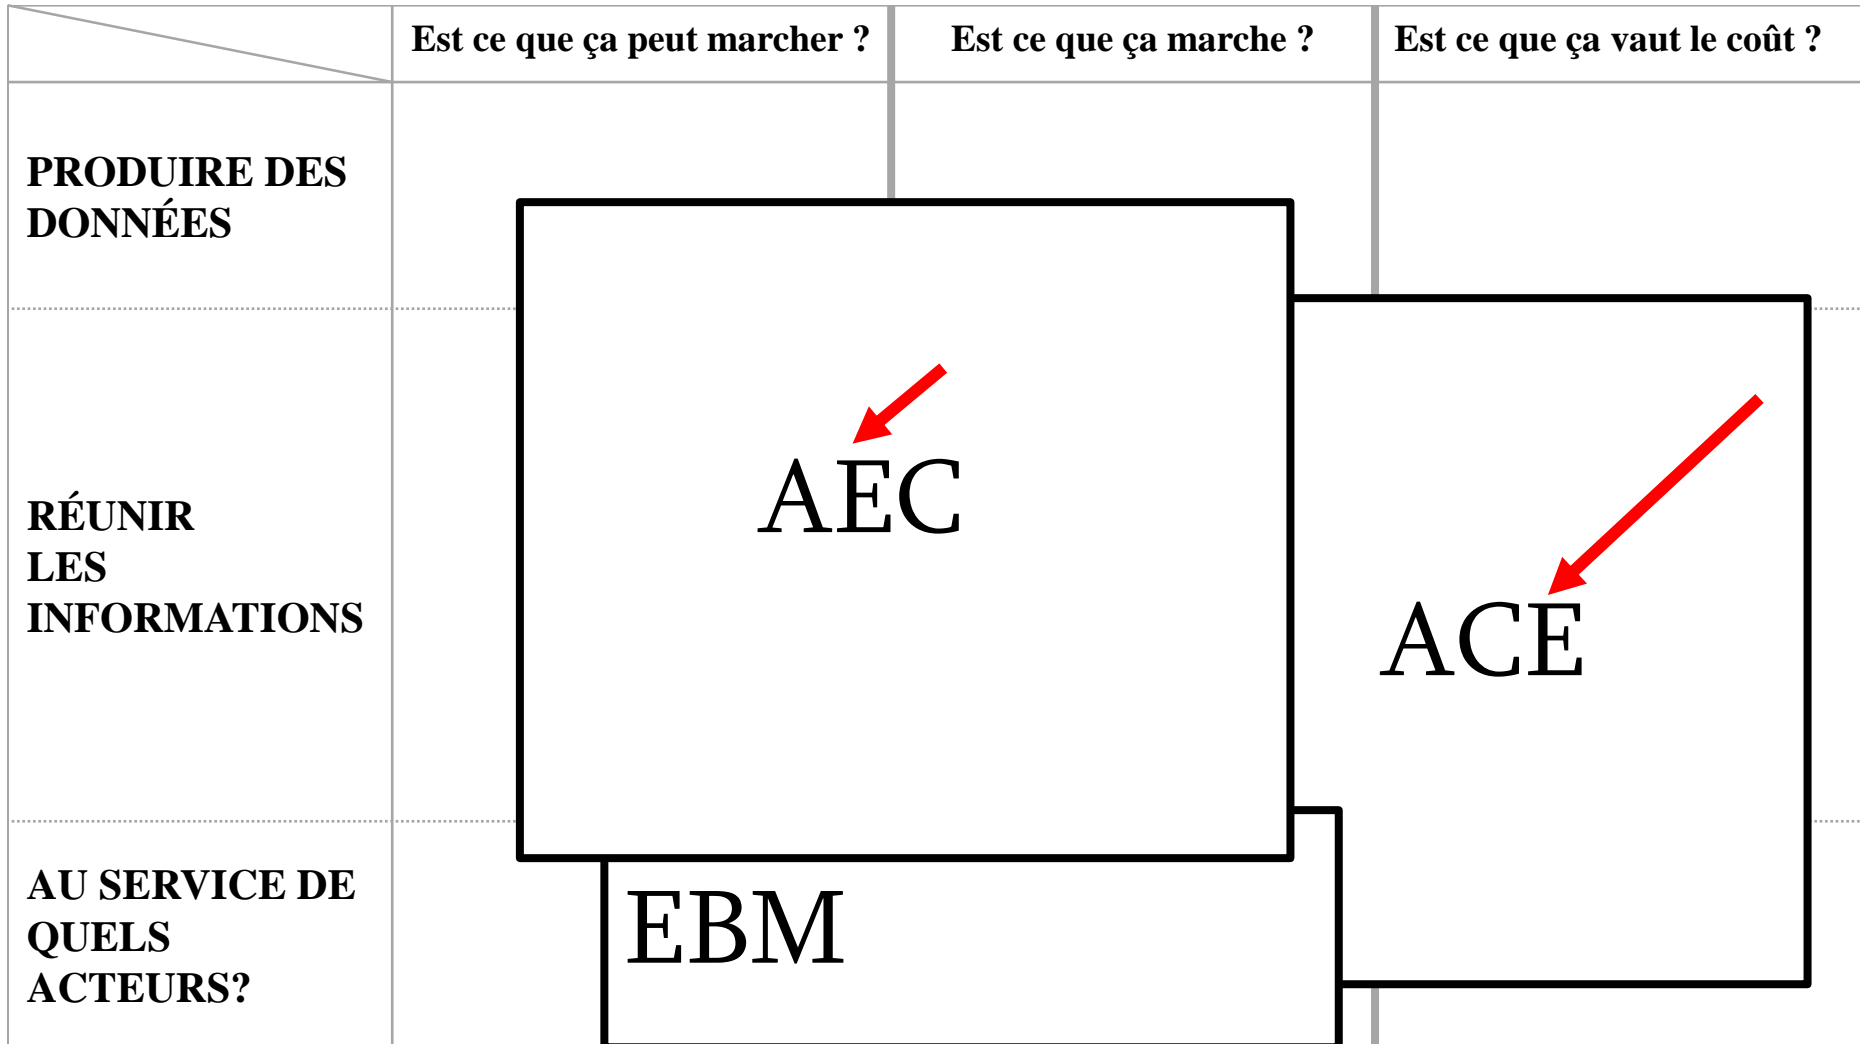 Est ce que ça peut marcher ?
Est ce que ça marche ?
Est ce que ça vaut le coût ?
PRODUIRE DES
DONNÉES
RÉUNIR
LES
INFORMATIONS
AEC
ACE
AU SERVICE DE
QUELS
ACTEURS?
EBM